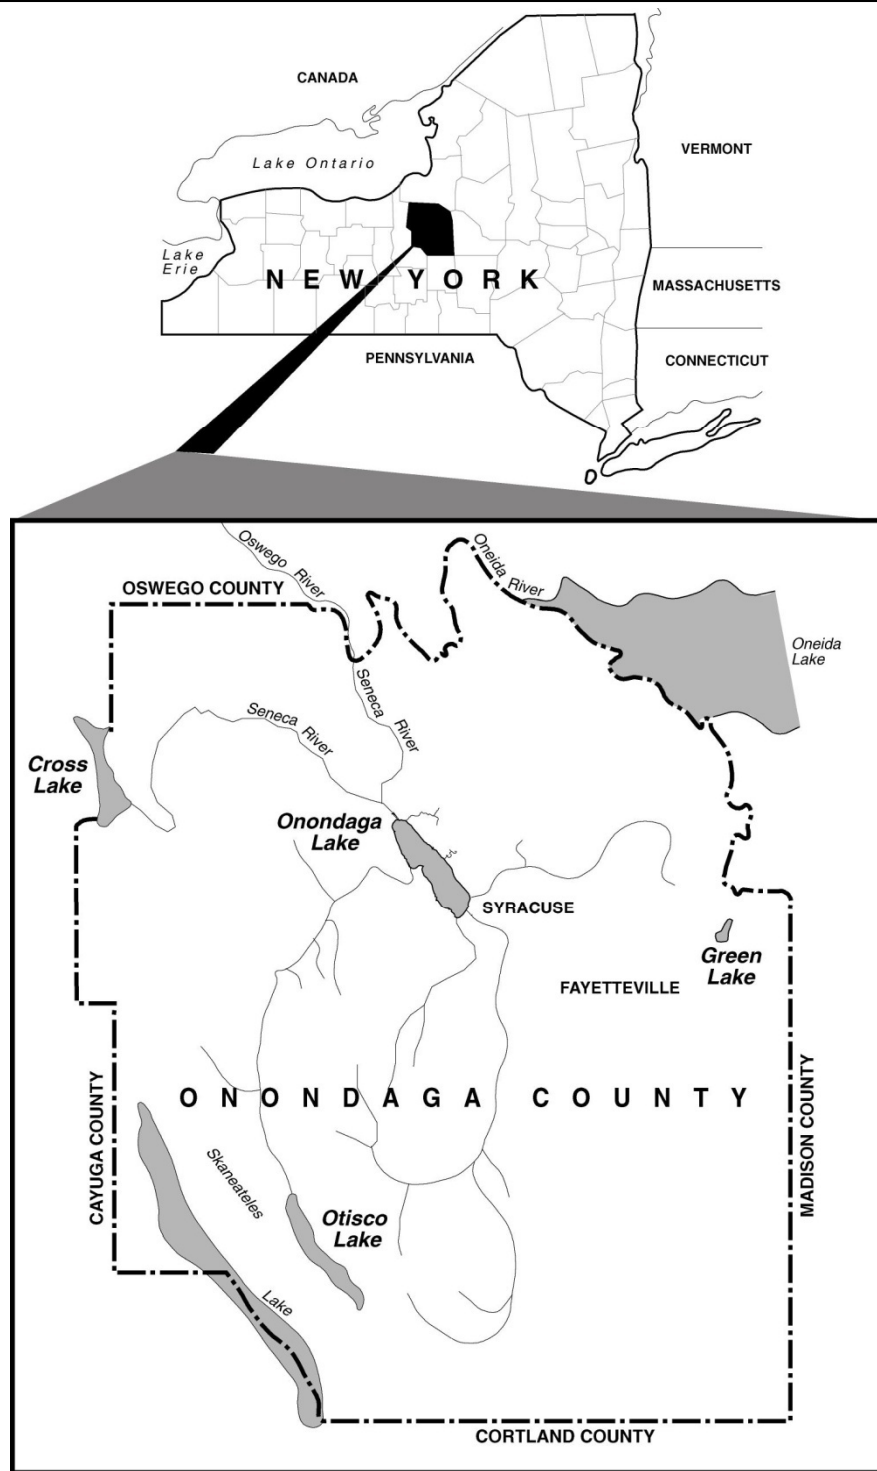 CANADA
Lake Ontario
VERMONT
Lake
Erie
NEW YORK
MASSACHUSETTS
PENNSYLVANIA
CONNECTICUT
Oswego River
Oneida River
OSWEGO COUNTY
Oneida
Lake
Seneca River
Seneca River
Cross
Lake
Onondaga
Lake
SYRACUSE
Green
Lake
FAYETTEVILLE
ONONDAGA COUNTY
CAYUGA COUNTY
MADISON COUNTY
Skaneateles
Lake
Otisco
Lake
CORTLAND COUNTY